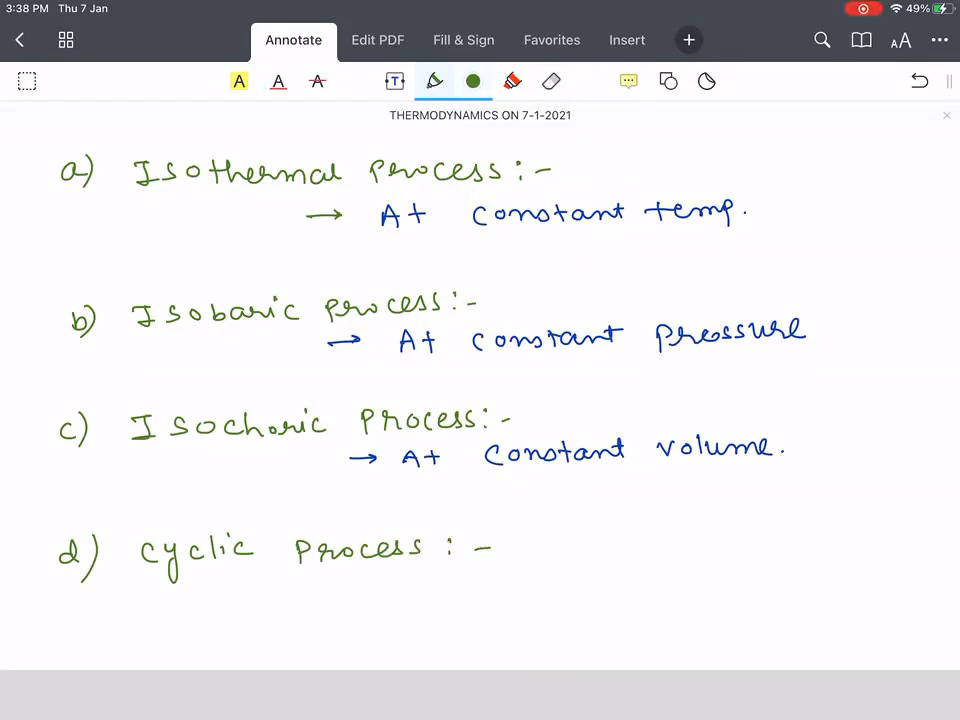 3:38 PM Thu 7 Jan 49%
Annotate Edit PDF Fill & Sign Favorites Insert + AA
A A A T
THERMODYNAMICS ON 7-1-2021 ×
a) Isothermal Process :-
→ At constant temp.
b) Isobaric Process :-
→ At constant pressure
c) Isochoric Process :-
→ At constant volume.
d) Cyclic Process : -